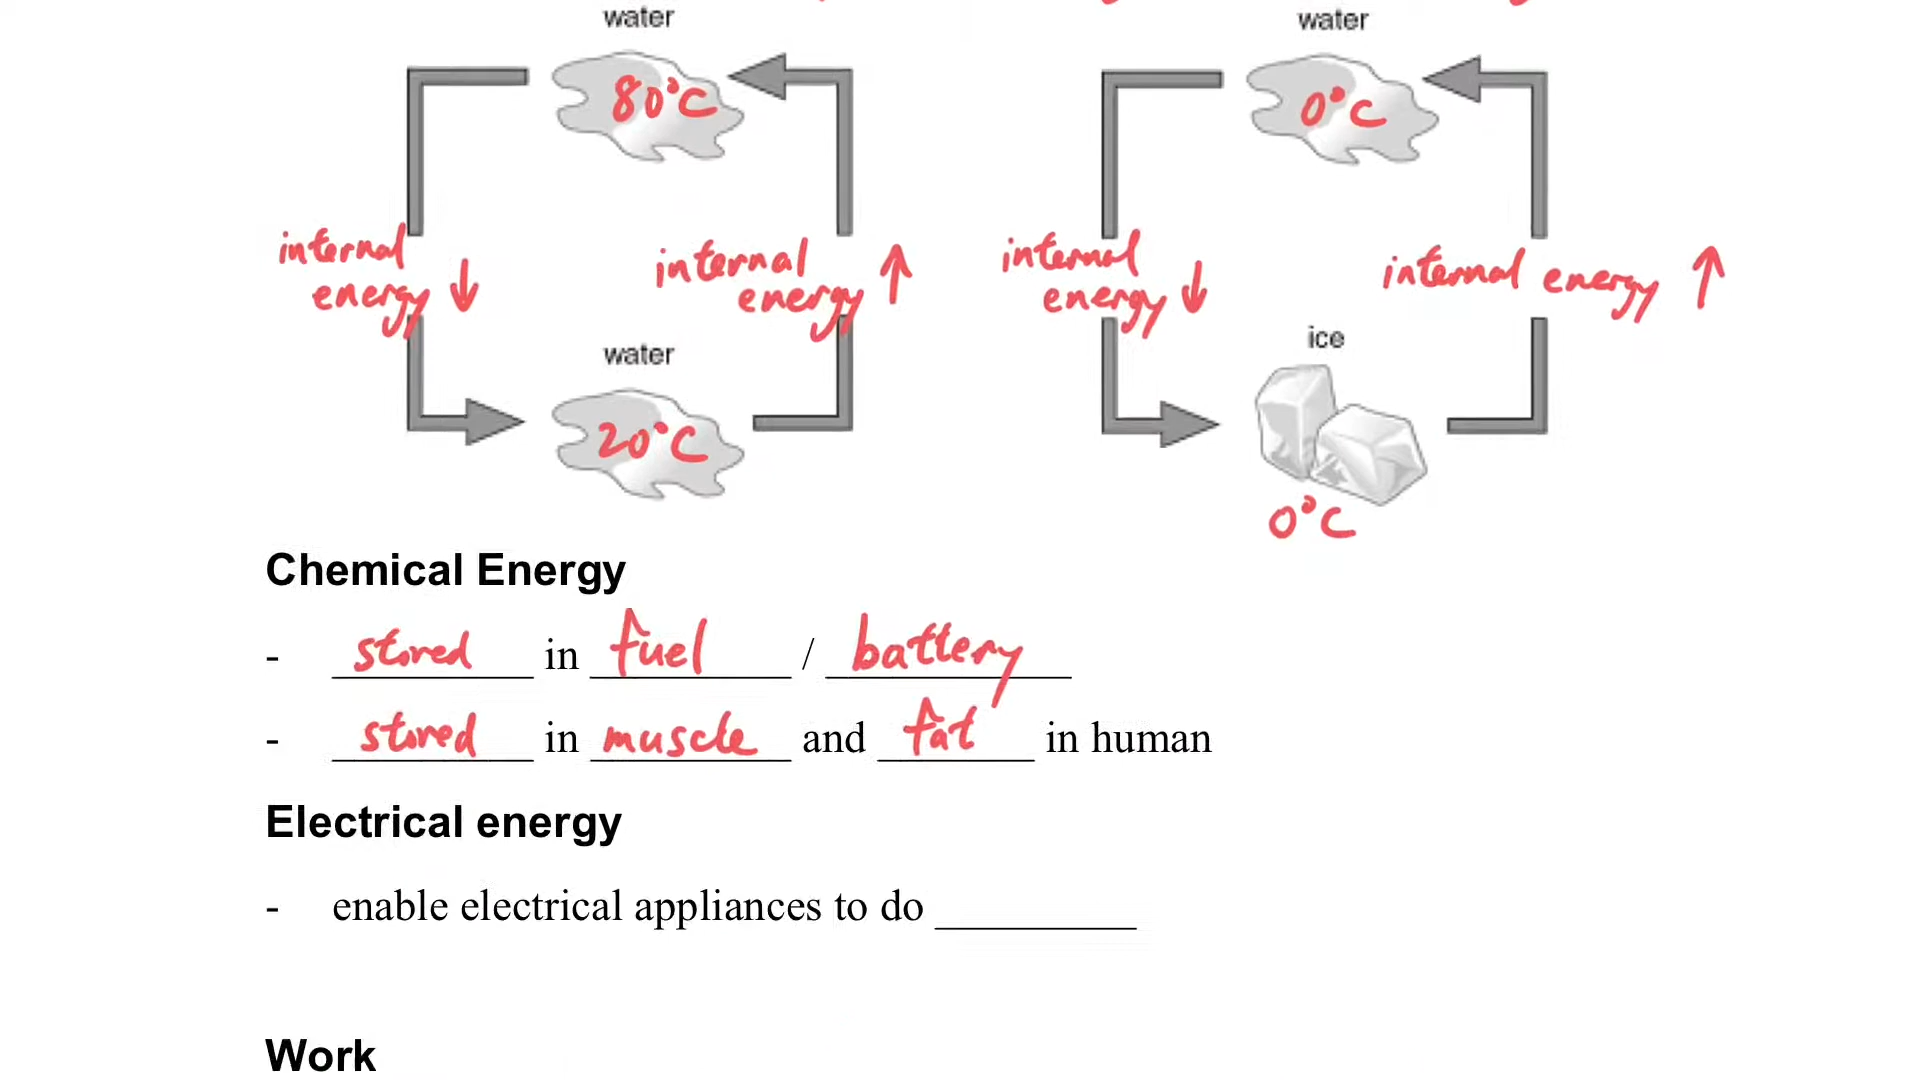 water
water
80°C
0°C
internal energy ↓
internal energy ↑
internal energy ↓
internal energy ↑
water
ice
20°C
0°C
Chemical Energy
- stored in fuel / battery
- stored in muscle and fat in human
Electrical energy
- enable electrical appliances to do __________
Work